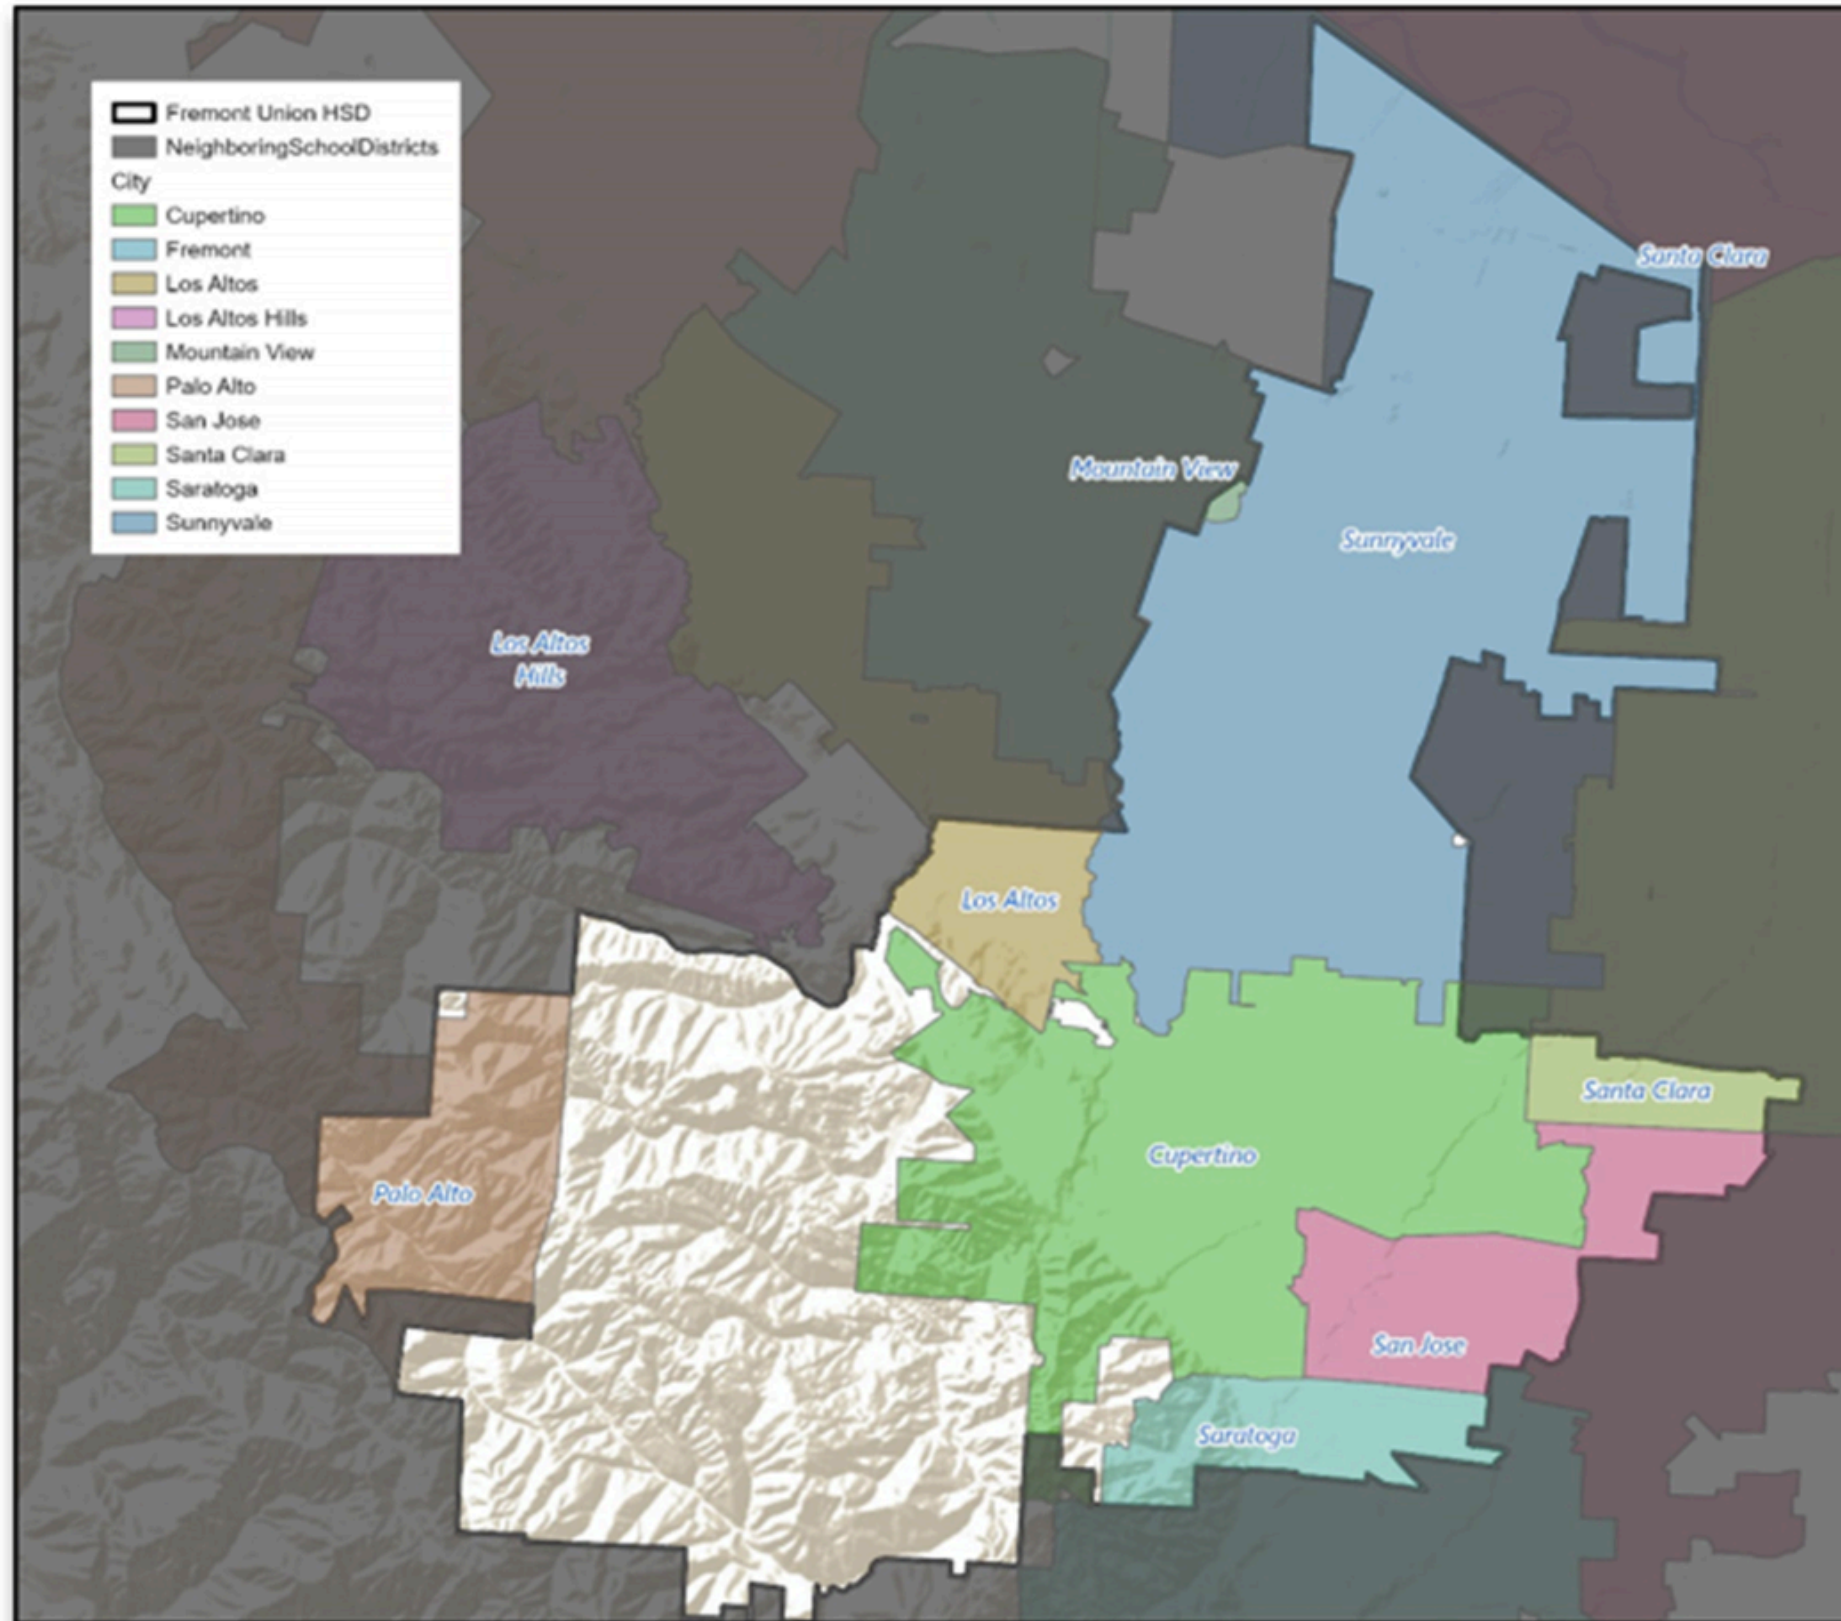 Fremont Union HSD
NeighboringSchoolDistricts
City
Cupertino
Fremont
Los Altos
Los Altos Hills
Mountain View
Palo Alto
San Jose
Santa Clara
Saratoga
Sunnyvale
Santa Clara
Mountain View
Sunnyvale
Los Altos
Hills
Los Altos
Santa Clara
Cupertino
Palo Alto
San Jose
Saratoga